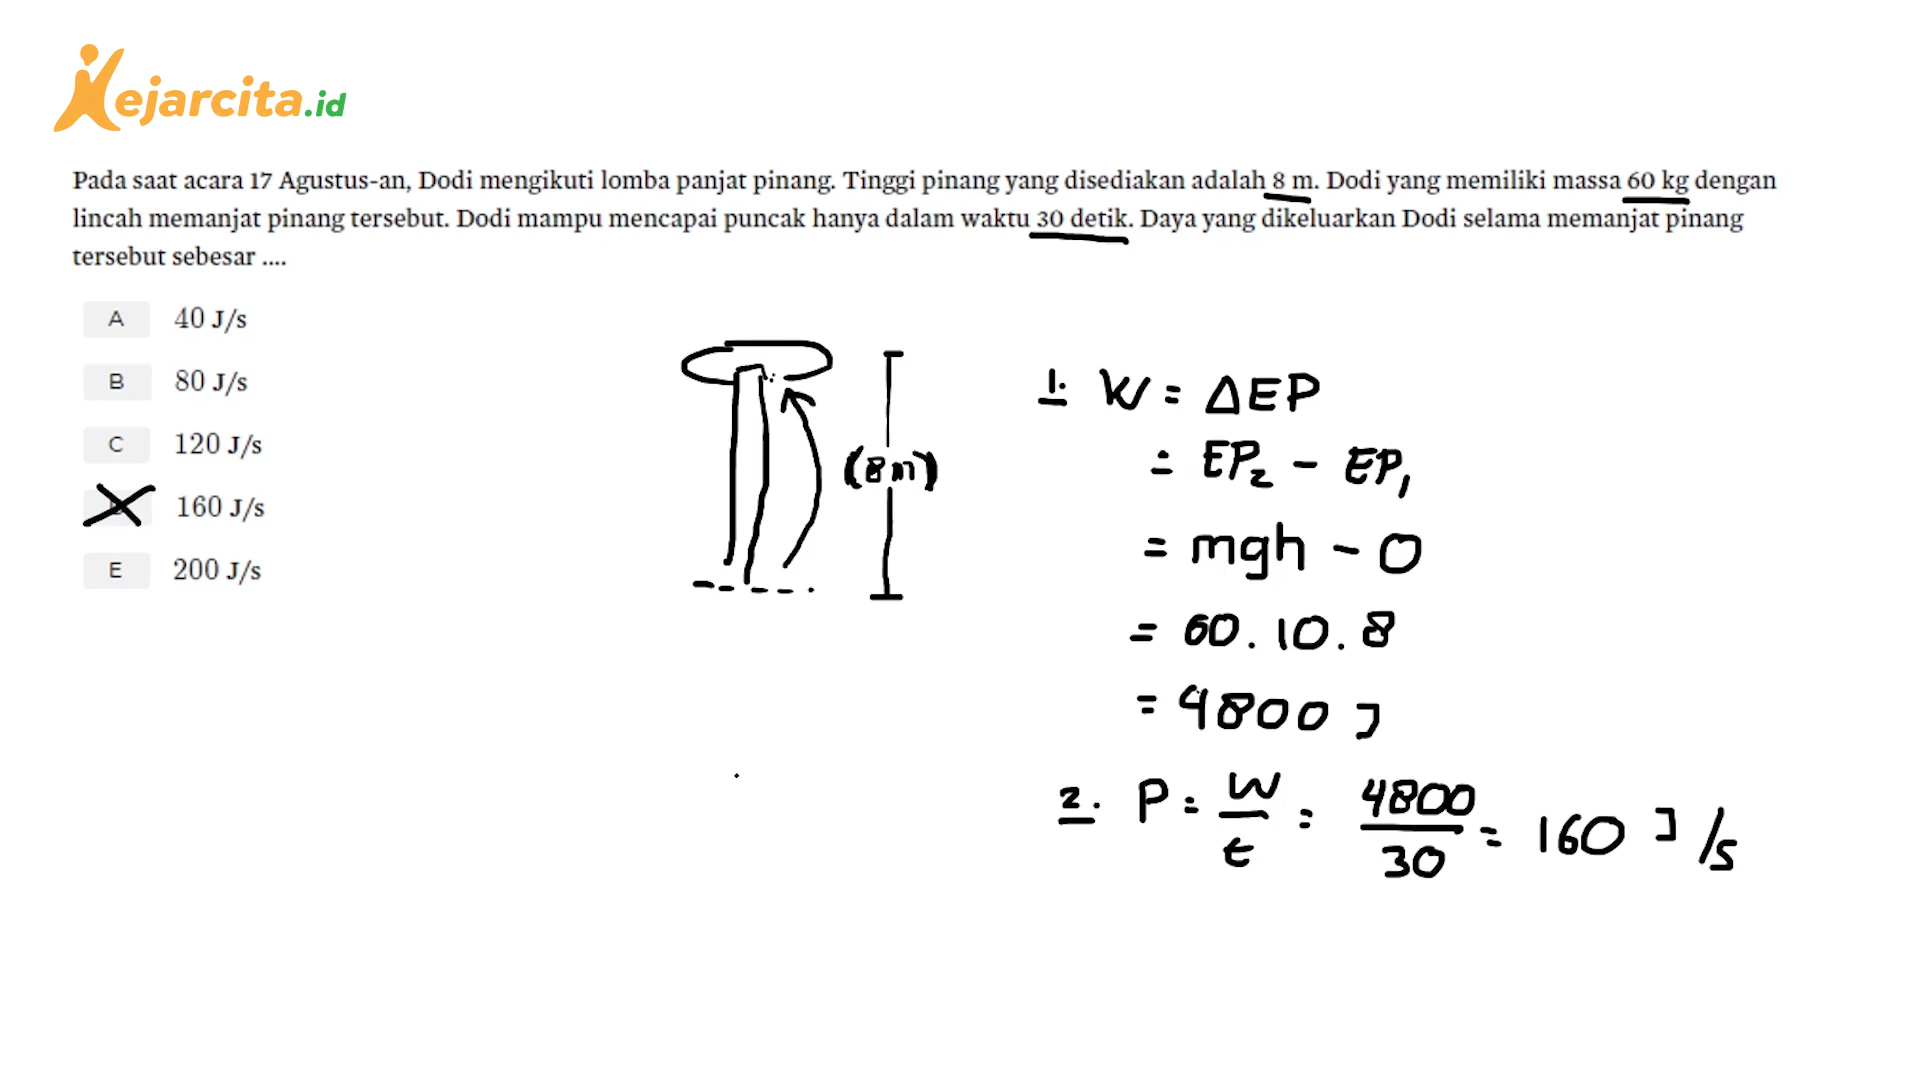 Kejarcita.id
Pada saat acara 17 Agustus-an, Dodi mengikuti lomba panjat pinang. Tinggi pinang yang disediakan adalah 8 m. Dodi yang memiliki massa 60 kg dengan
lincah memanjat pinang tersebut. Dodi mampu mencapai puncak hanya dalam waktu 30 detik. Daya yang dikeluarkan Dodi selama memanjat pinang
tersebut sebesar ....
A 40 J/s
B 80 J/s
C 120 J/s
160 J/s
E 200 J/s
(8m)
1. W = ΔEP
= EP₂ - EP₁
= mgh - 0
= 60 . 10 . 8
= 4800 J
2. P = W/t = 4800/30 = 160 J/s